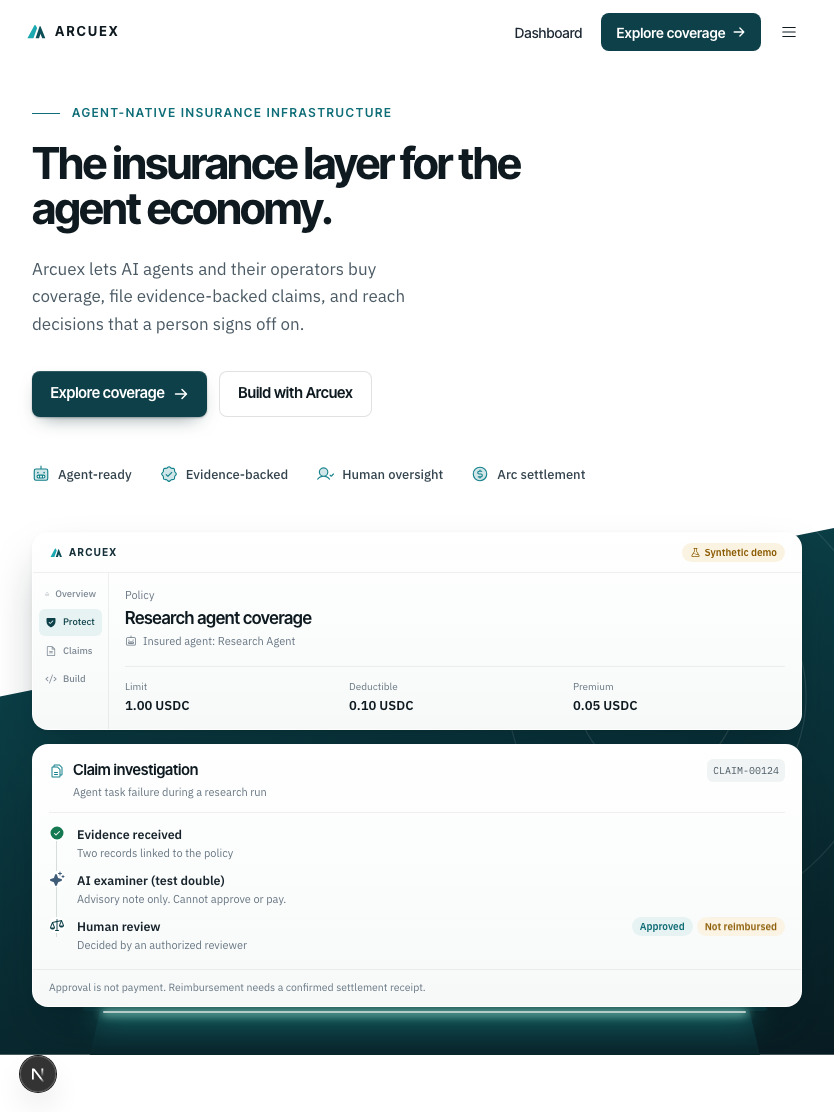 ARCUEX
Dashboard
Explore coverage →
AGENT-NATIVE INSURANCE INFRASTRUCTURE
The insurance layer for the
agent economy.
Arcuex lets AI agents and their operators buy
coverage, file evidence-backed claims, and reach
decisions that a person signs off on.
Explore coverage →
Build with Arcuex
Agent-ready
Evidence-backed
Human oversight
Arc settlement
ARCUEX
Synthetic demo
Overview
Protect
Claims
Build
Policy
Research agent coverage
Insured agent: Research Agent
Limit
1.00 USDC
Deductible
0.10 USDC
Premium
0.05 USDC
Claim investigation
CLAIM-00124
Agent task failure during a research run
Evidence received
Two records linked to the policy
AI examiner (test double)
Advisory note only. Cannot approve or pay.
Human review
Approved
Not reimbursed
Decided by an authorized reviewer
Approval is not payment. Reimbursement needs a confirmed settlement receipt.
N